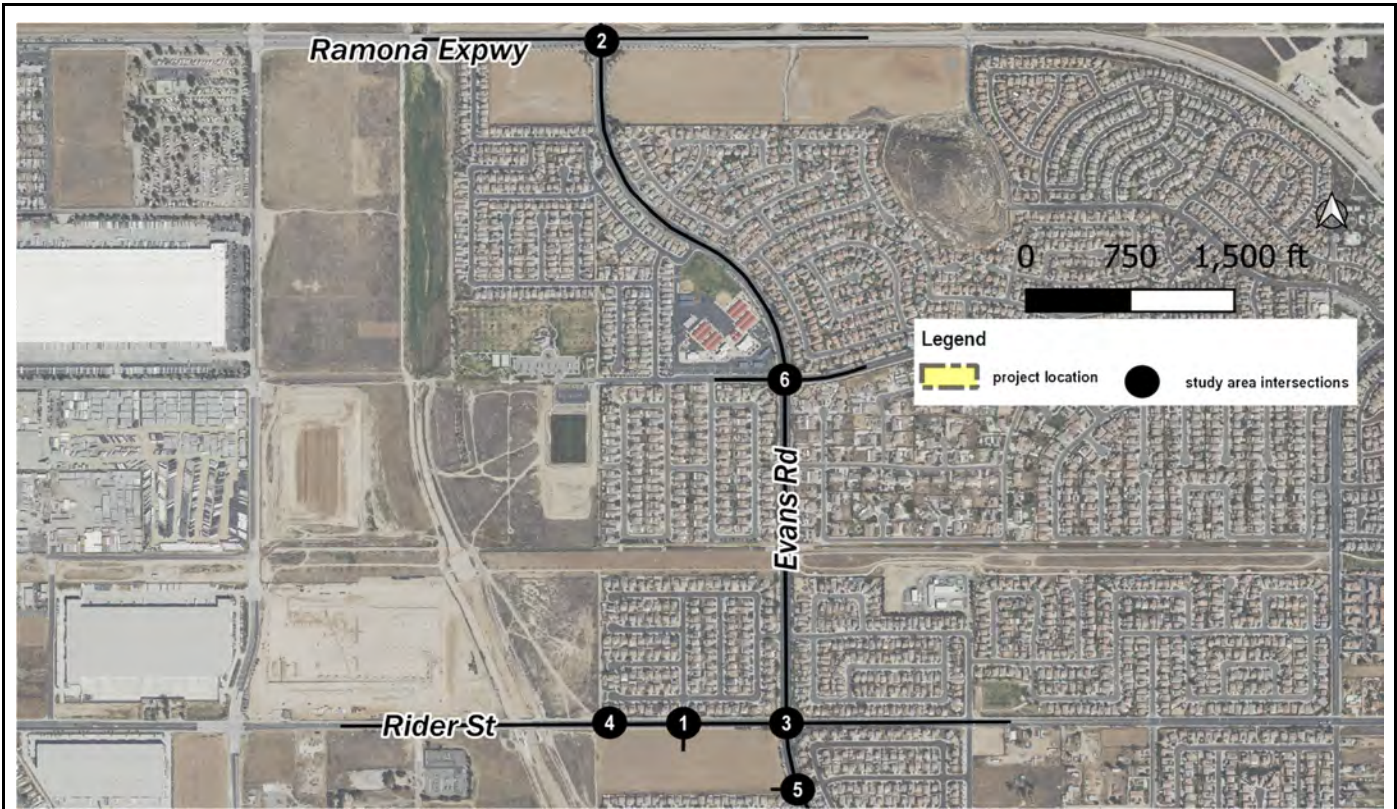 2
Ramona Expwy
0 750 1,500 ft
Legend
project location
study area intersections
6
Evans Rd
Rider St
4
1
3
5